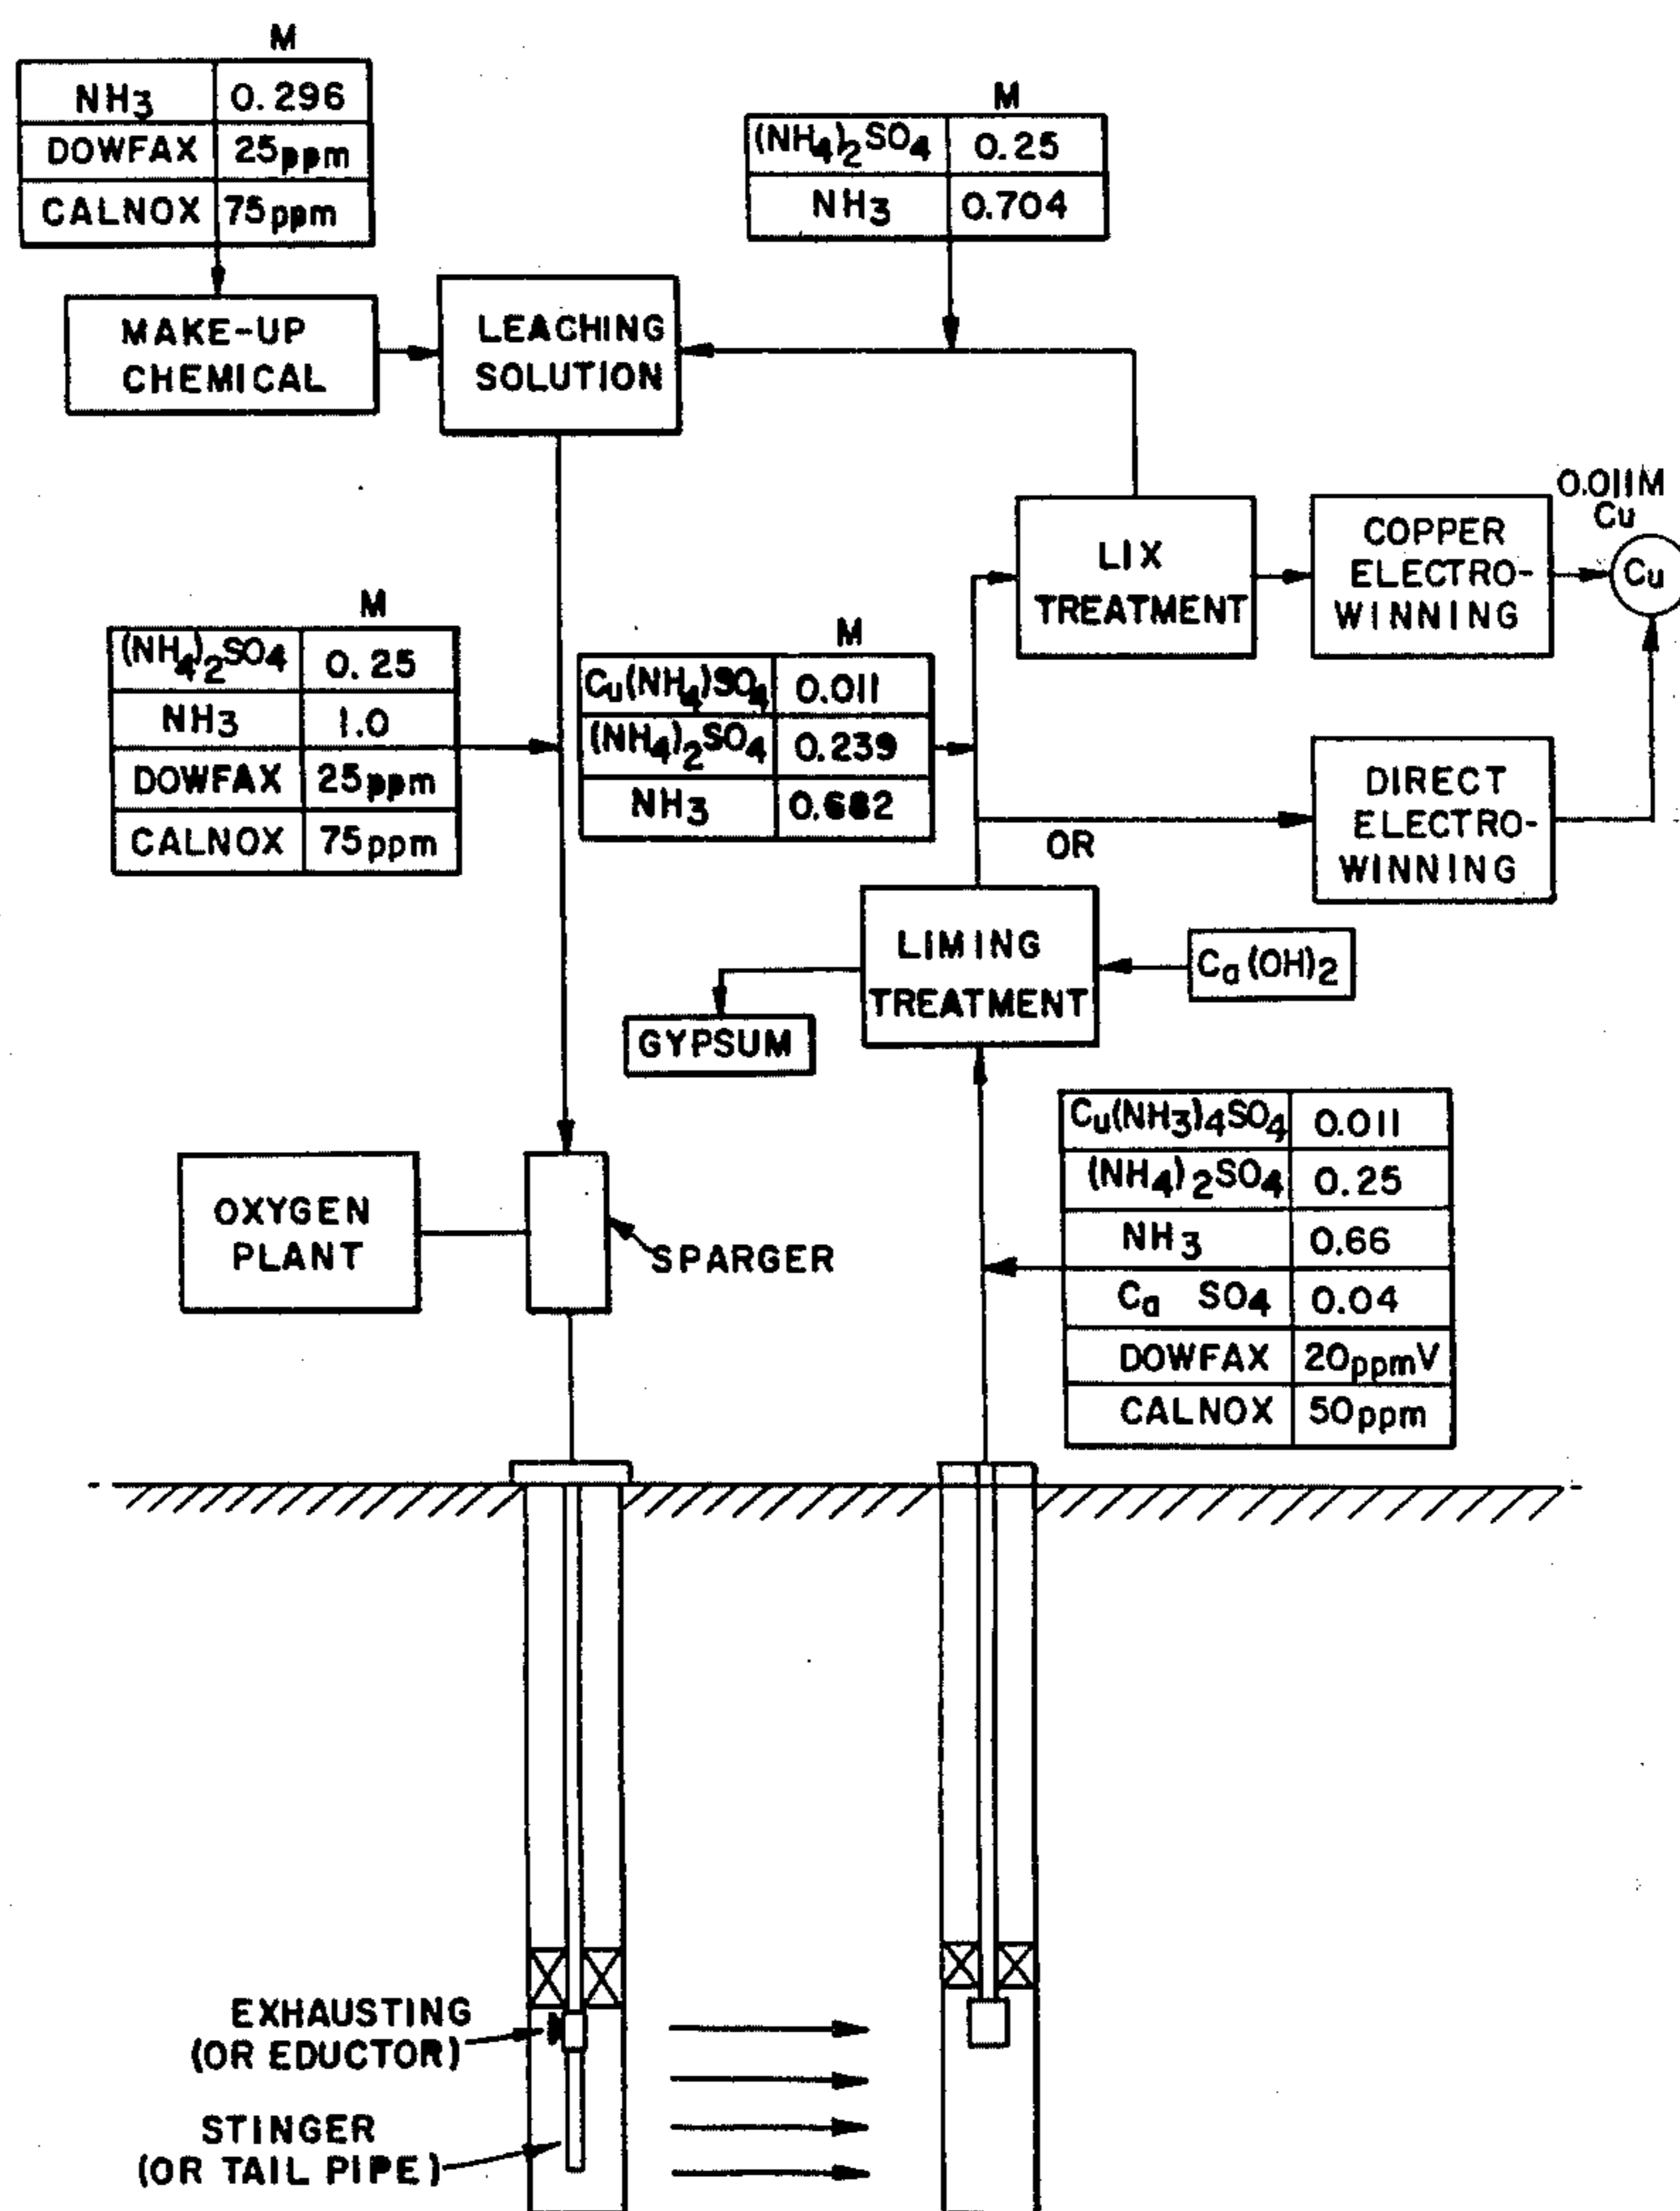 M
NH3 0.296
DOWFAX 25ppm
CALNOX 75ppm
M
(NH4)2SO4 0.25
NH3 0.704
MAKE-UP
CHEMICAL
LEACHING
SOLUTION
0.011M
Cu
LIX
TREATMENT
COPPER
ELECTRO-
WINNING
Cu
M
(NH4)2SO4 0.25
NH3 1.0
DOWFAX 25ppm
CALNOX 75ppm
M
Cu(NH4)SO4 0.011
(NH4)2SO4 0.239
NH3 0.682
OR
DIRECT
ELECTRO-
WINNING
LIMING
TREATMENT
Ca(OH)2
GYPSUM
OXYGEN
PLANT
SPARGER
Cu(NH3)4SO4 0.011
(NH4)2SO4 0.25
NH3 0.66
Ca SO4 0.04
DOWFAX 20ppmV
CALNOX 50ppm
EXHAUSTING
(OR EDUCTOR)
STINGER
(OR TAIL PIPE)